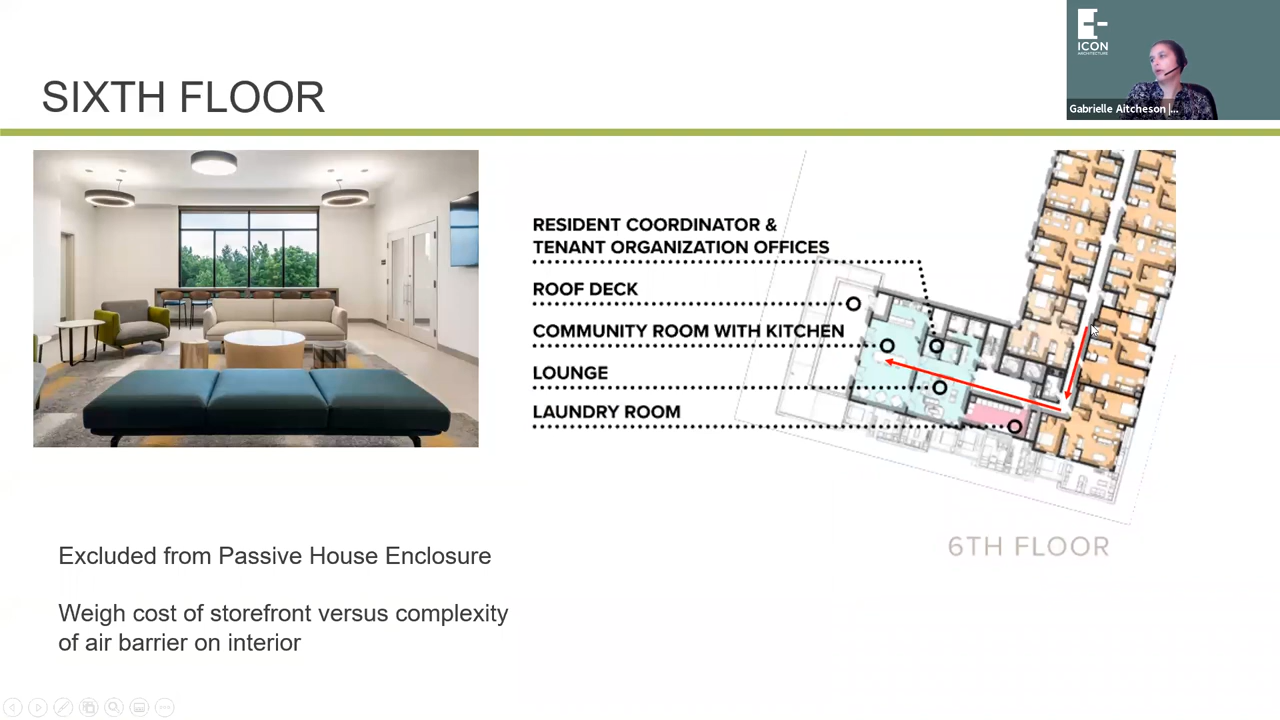 SIXTH FLOOR
ICON
ARCHITECTURE
Gabrielle Aitcheson |...
RESIDENT COORDINATOR &
TENANT ORGANIZATION OFFICES
ROOF DECK
COMMUNITY ROOM WITH KITCHEN
LOUNGE
LAUNDRY ROOM
6TH FLOOR
Excluded from Passive House Enclosure
Weigh cost of storefront versus complexity
of air barrier on interior